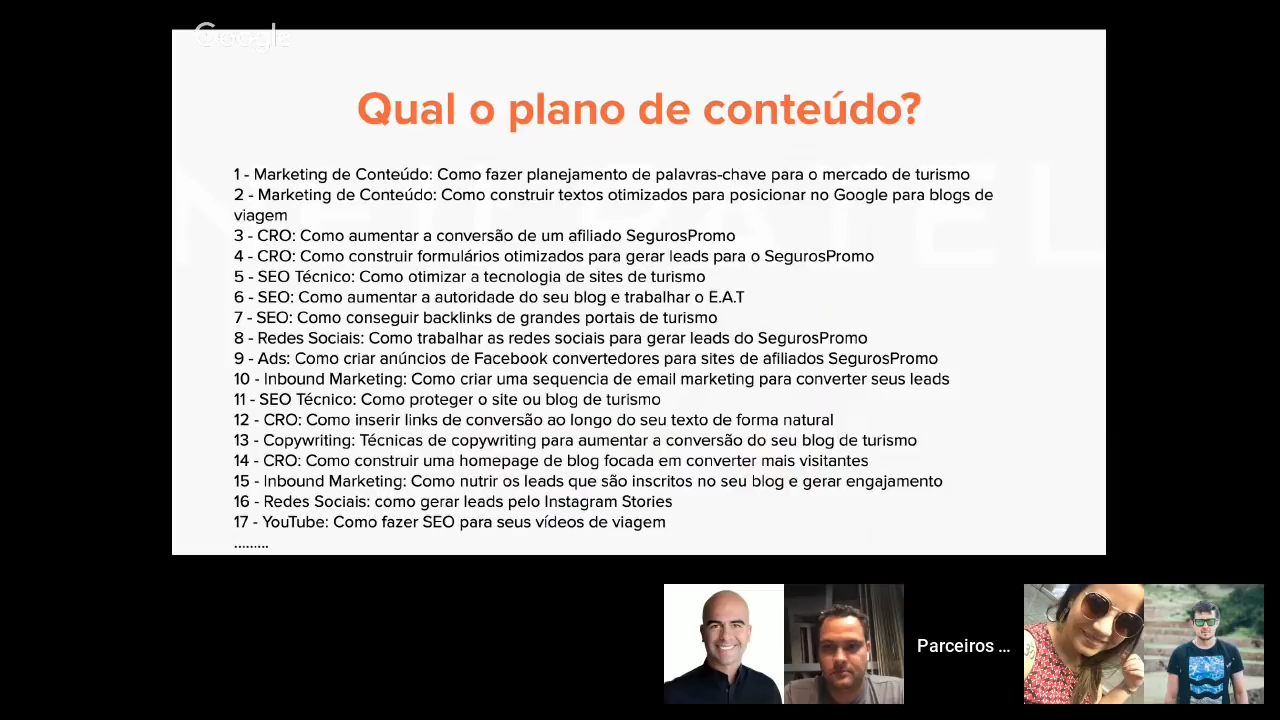 Google
Qual o plano de conteúdo?
1 - Marketing de Conteúdo: Como fazer planejamento de palavras-chave para o mercado de turismo
2 - Marketing de Conteúdo: Como construir textos otimizados para posicionar no Google para blogs de
viagem
3 - CRO: Como aumentar a conversão de um afiliado SegurosPromo
4 - CRO: Como construir formulários otimizados para gerar leads para o SegurosPromo
5 - SEO Técnico: Como otimizar a tecnologia de sites de turismo
6 - SEO: Como aumentar a autoridade do seu blog e trabalhar o E.A.T
7 - SEO: Como conseguir backlinks de grandes portais de turismo
8 - Redes Sociais: Como trabalhar as redes sociais para gerar leads do SegurosPromo
9 - Ads: Como criar anúncios de Facebook convertedores para sites de afiliados SegurosPromo
10 - Inbound Marketing: Como criar uma sequencia de email marketing para converter seus leads
11 - SEO Técnico: Como proteger o site ou blog de turismo
12 - CRO: Como inserir links de conversão ao longo do seu texto de forma natural
13 - Copywriting: Técnicas de copywriting para aumentar a conversão do seu blog de turismo
14 - CRO: Como construir uma homepage de blog focada em converter mais visitantes
15 - Inbound Marketing: Como nutrir os leads que são inscritos no seu blog e gerar engajamento
16 - Redes Sociais: como gerar leads pelo Instagram Stories
17 - YouTube: Como fazer SEO para seus vídeos de viagem
.........
Parceiros ...